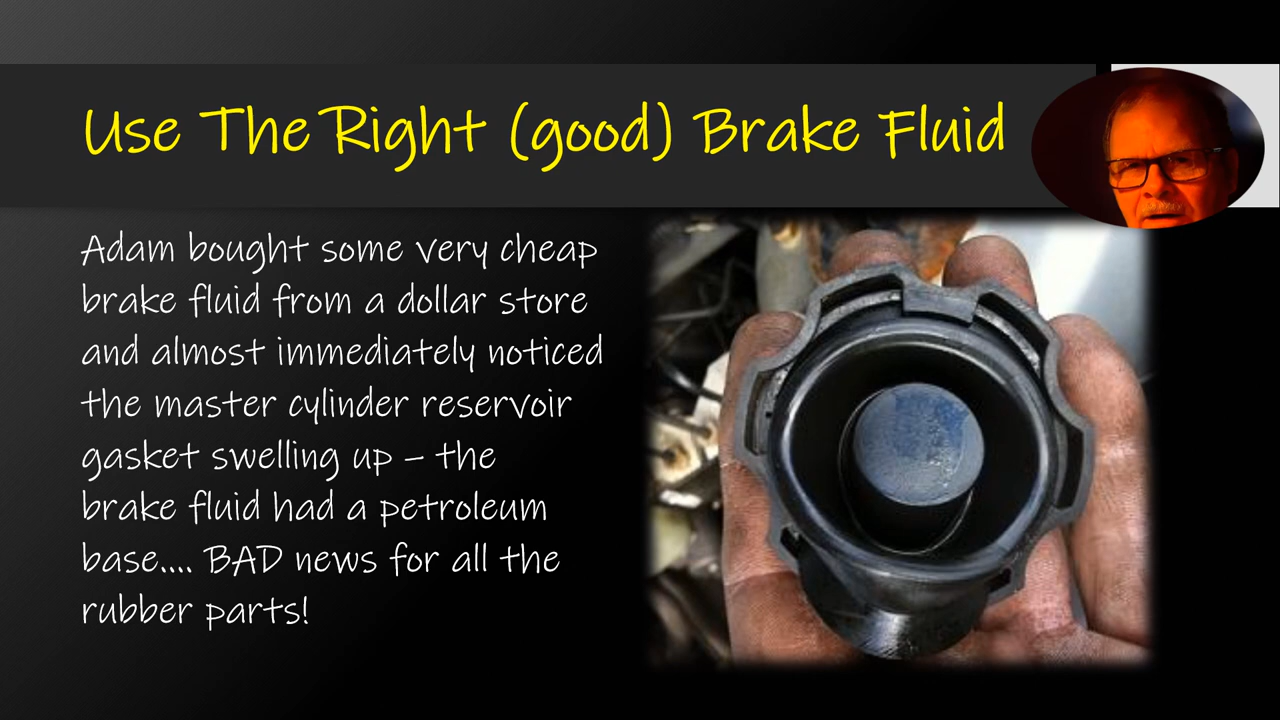 Use The Right (good) Brake Fluid
Adam bought some very cheap
brake fluid from a dollar store
and almost immediately noticed
the master cylinder reservoir
gasket swelling up – the
brake fluid had a petroleum
base.... BAD news for all the
rubber parts!